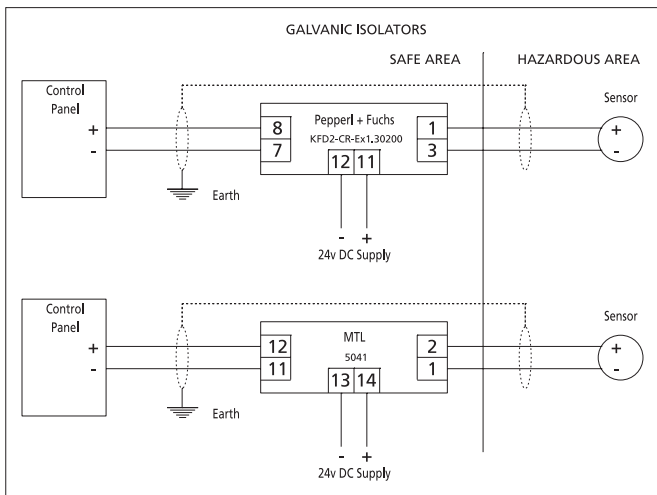 GALVANIC ISOLATORS
SAFE AREA
HAZARDOUS AREA
Control
Panel
+
-
Pepperl + Fuchs
KFD2-CR-Ex1.30200
8
7
12 11
1
3
Sensor
+
-
Earth
- +
24v DC Supply
Control
Panel
+
-
MTL
5041
12
11
13 14
2
1
Sensor
+
-
Earth
- +
24v DC Supply